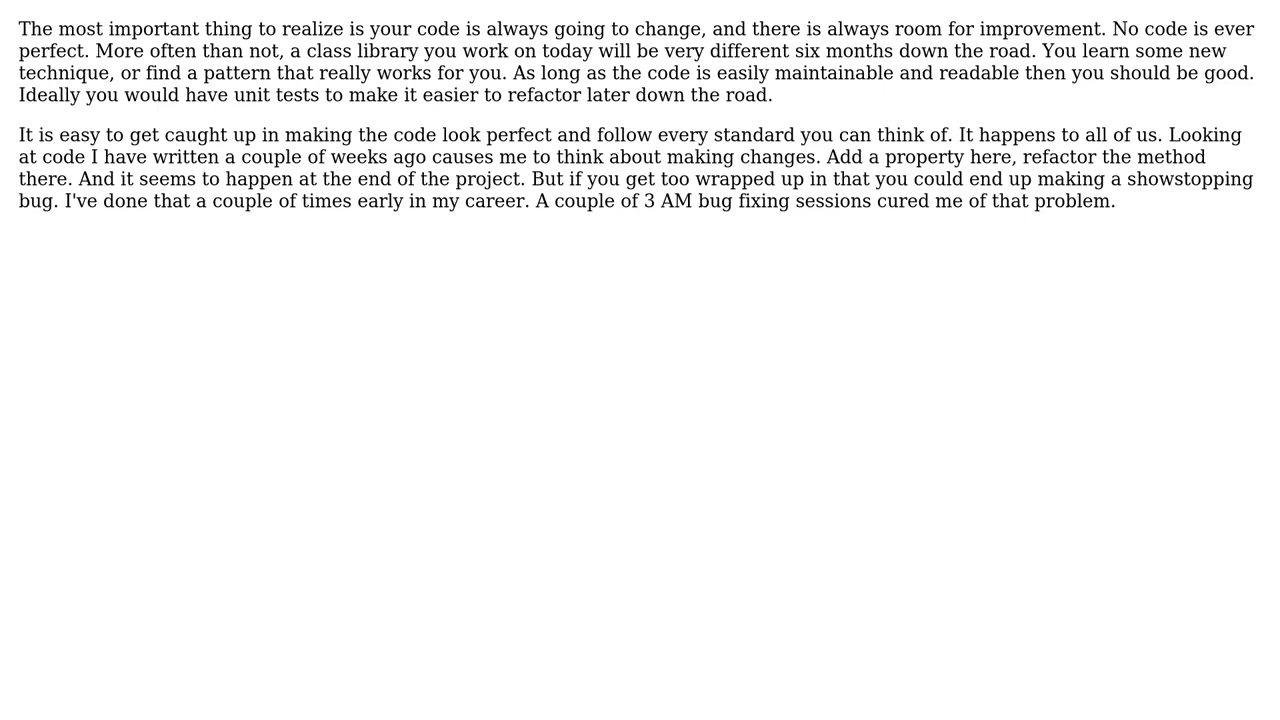 The most important thing to realize is your code is always going to change, and there is always room for improvement. No code is ever
perfect. More often than not, a class library you work on today will be very different six months down the road. You learn some new
technique, or find a pattern that really works for you. As long as the code is easily maintainable and readable then you should be good.
Ideally you would have unit tests to make it easier to refactor later down the road.
It is easy to get caught up in making the code look perfect and follow every standard you can think of. It happens to all of us. Looking
at code I have written a couple of weeks ago causes me to think about making changes. Add a property here, refactor the method
there. And it seems to happen at the end of the project. But if you get too wrapped up in that you could end up making a showstopping
bug. I've done that a couple of times early in my career. A couple of 3 AM bug fixing sessions cured me of that problem.